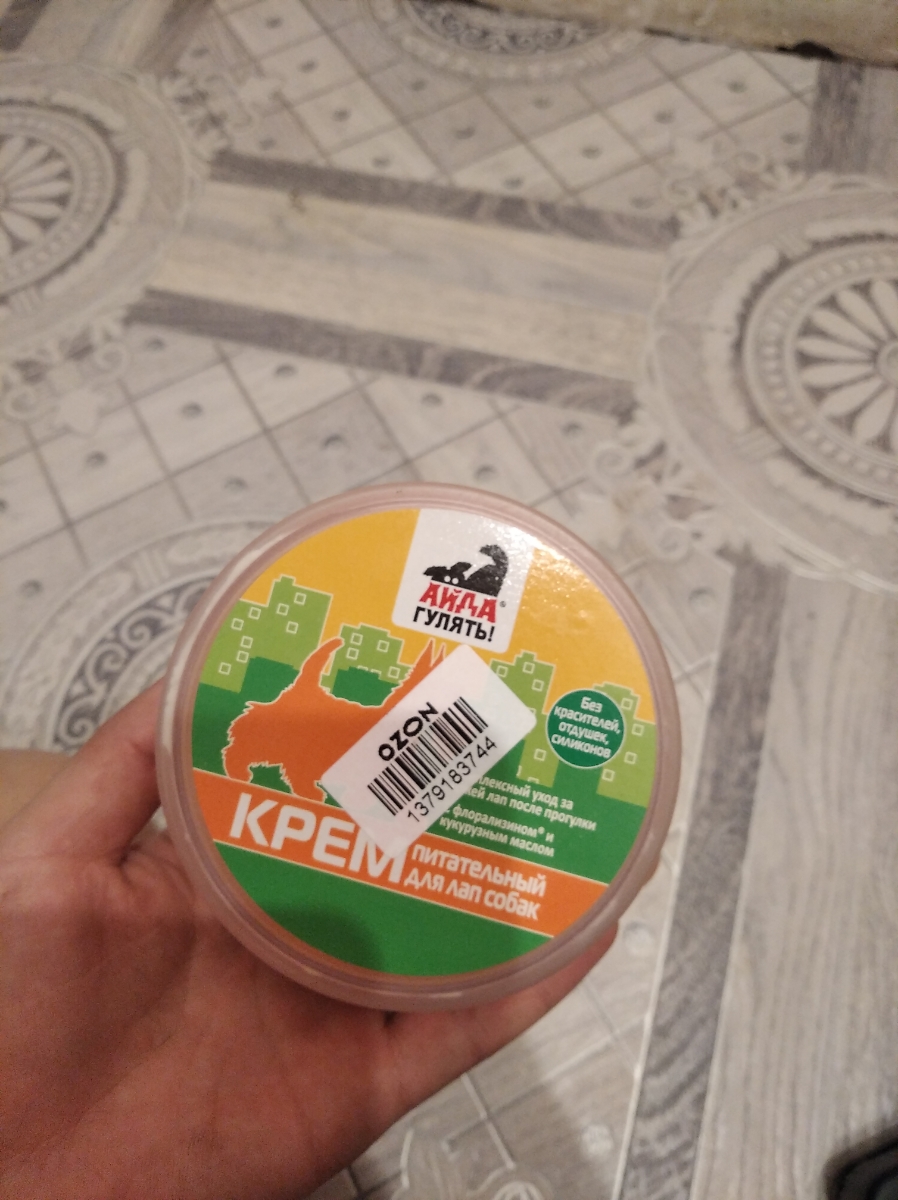 АЙДА®
ГУЛЯТЬ!
Без
красителей,
отдушек,
силиконов
OZON
1379183744
уход за
лап после прогулки
с флорализином® и
кукурузным маслом
КРЕМ
питательный
для лап собак